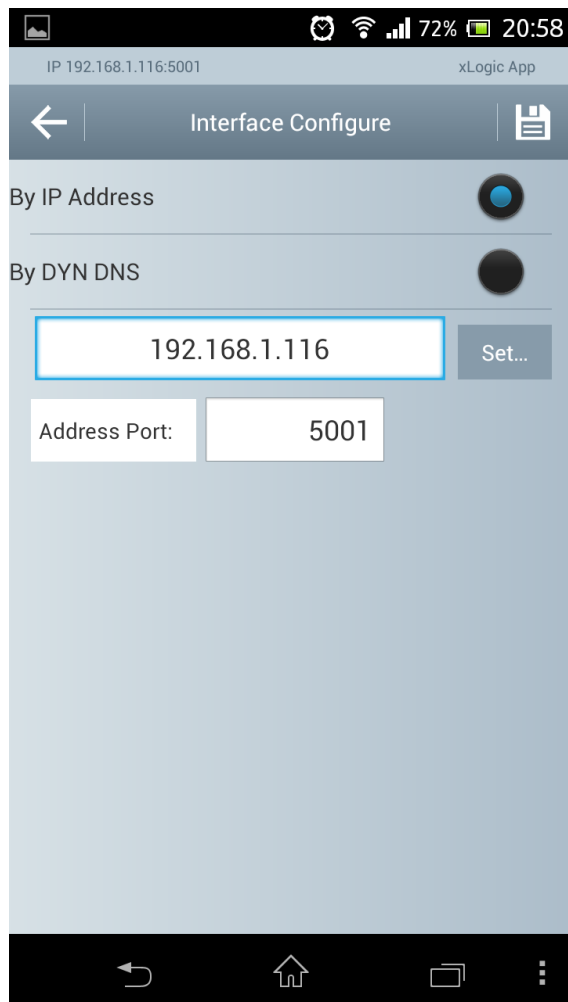 72% 20:58
IP 192.168.1.116:5001 xLogic App
Interface Configure
By IP Address
By DYN DNS
192.168.1.116 Set...
Address Port: 5001